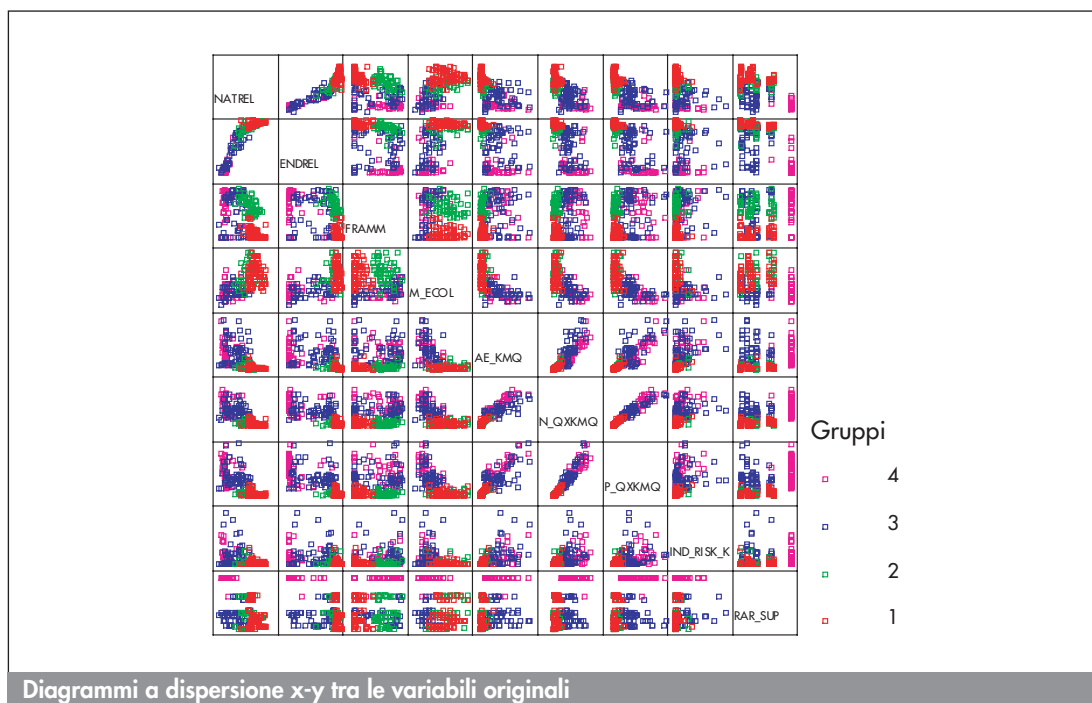 NATREL
ENDREL
FRAMM
M_ECOL
AE_KMQ
N_QXKMQ
P_QXKMQ
IND_RISK_K
RAR_SUP
Gruppi
4
3
2
1
Diagrammi a dispersione x-y tra le variabili originali